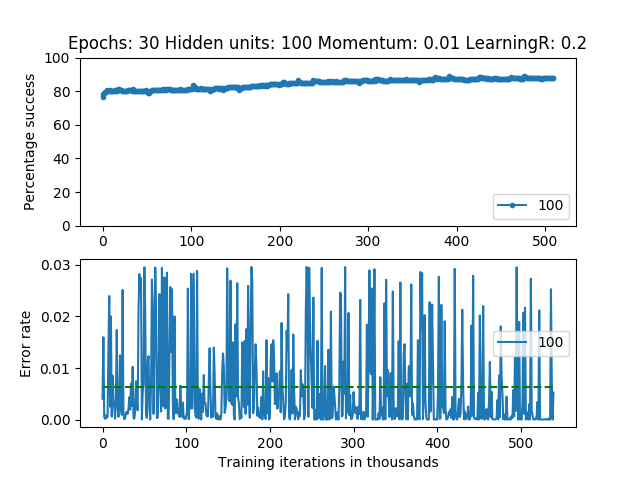 Epochs: 30 Hidden units: 100 Momentum: 0.01 LearningR: 0.2
100
80
60
40
20
0
Percentage success
100
0 100 200 300 400 500
0.03
0.02
0.01
0.00
Error rate
100
0 100 200 300 400 500
Training iterations in thousands